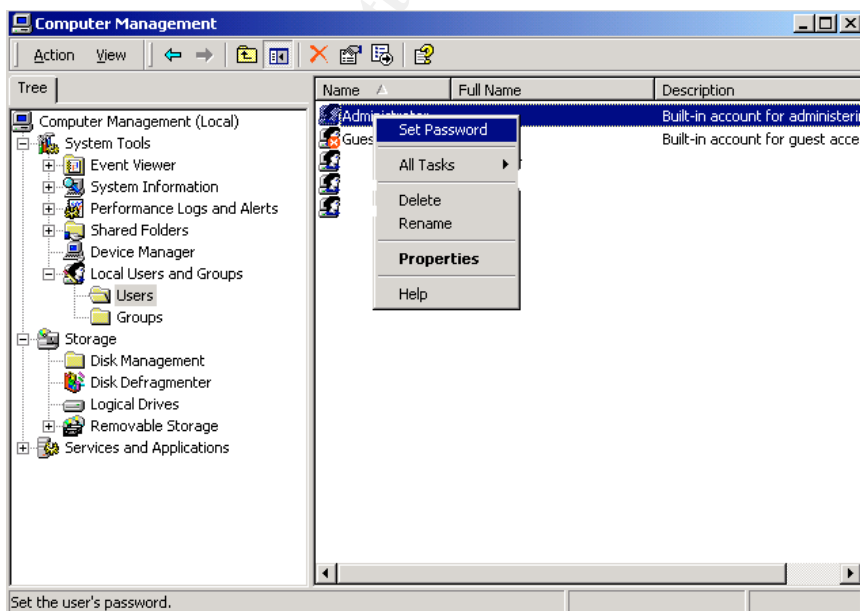 Computer Management
Action View
Tree
Name Full Name Description
Computer Management (Local)
System Tools
Event Viewer
System Information
Performance Logs and Alerts
Shared Folders
Device Manager
Local Users and Groups
Users
Groups
Storage
Disk Management
Disk Defragmenter
Logical Drives
Removable Storage
Services and Applications
Built-in account for administeri
Gues Built-in account for guest acce
Set Password
All Tasks
Delete
Rename
Properties
Help
Set the user's password.